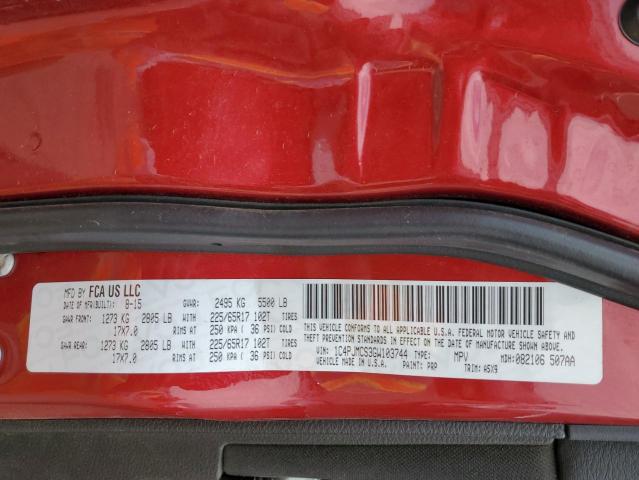 MFD BY FCA US LLC
DATE OF MFR(BUILT): 8-15 GVWR: 2495 KG 5500 LB
GAWR FRONT: 1273 KG 2805 LB WITH 225/65R17 102T TIRES
17X7.0 RIMS AT 250 KPA ( 36 PSI COLD )
GAWR REAR: 1273 KG 2805 LB WITH 225/65R17 102T TIRES
17X7.0 RIMS AT 250 KPA ( 36 PSI COLD )
THIS VEHICLE CONFORMS TO ALL APPLICABLE U.S.A. FEDERAL MOTOR VEHICLE SAFETY, BUMPER, AND
THEFT PREVENTION STANDARDS IN EFFECT ON THE DATE OF MANUFACTURE SHOWN ABOVE.
VIN: 1C4PJMCS3GW103744 TYPE: MPV MDH: 082106 507AA
VEHICLE MADE IN U.S.A. PAINT: PRP TRIM: A5X9